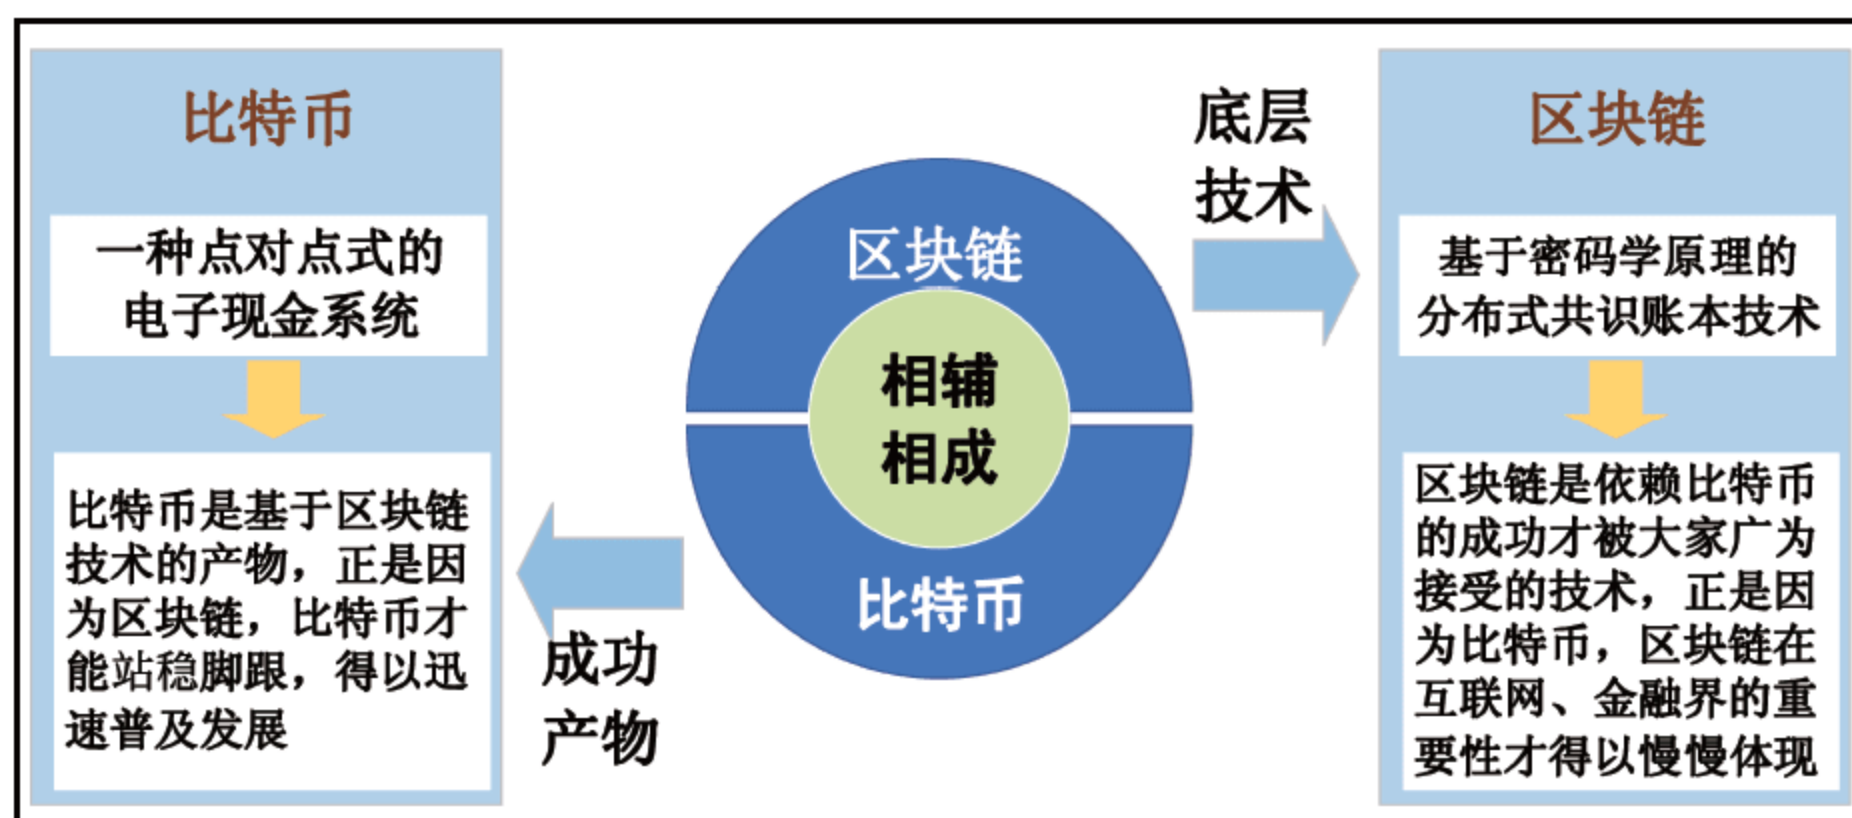 比特币
一种点对点式的
电子现金系统
比特币是基于区块链
技术的产物，正是因
为区块链，比特币才
能站稳脚跟，得以迅
速普及发展
区块链
相辅
相成
比特币
成功
产物
底层
技术
区块链
基于密码学原理的
分布式共识账本技术
区块链是依赖比特币
的成功才被大家广为
接受的技术，正是因
为比特币，区块链在
互联网、金融界的重
要性才得以慢慢体现